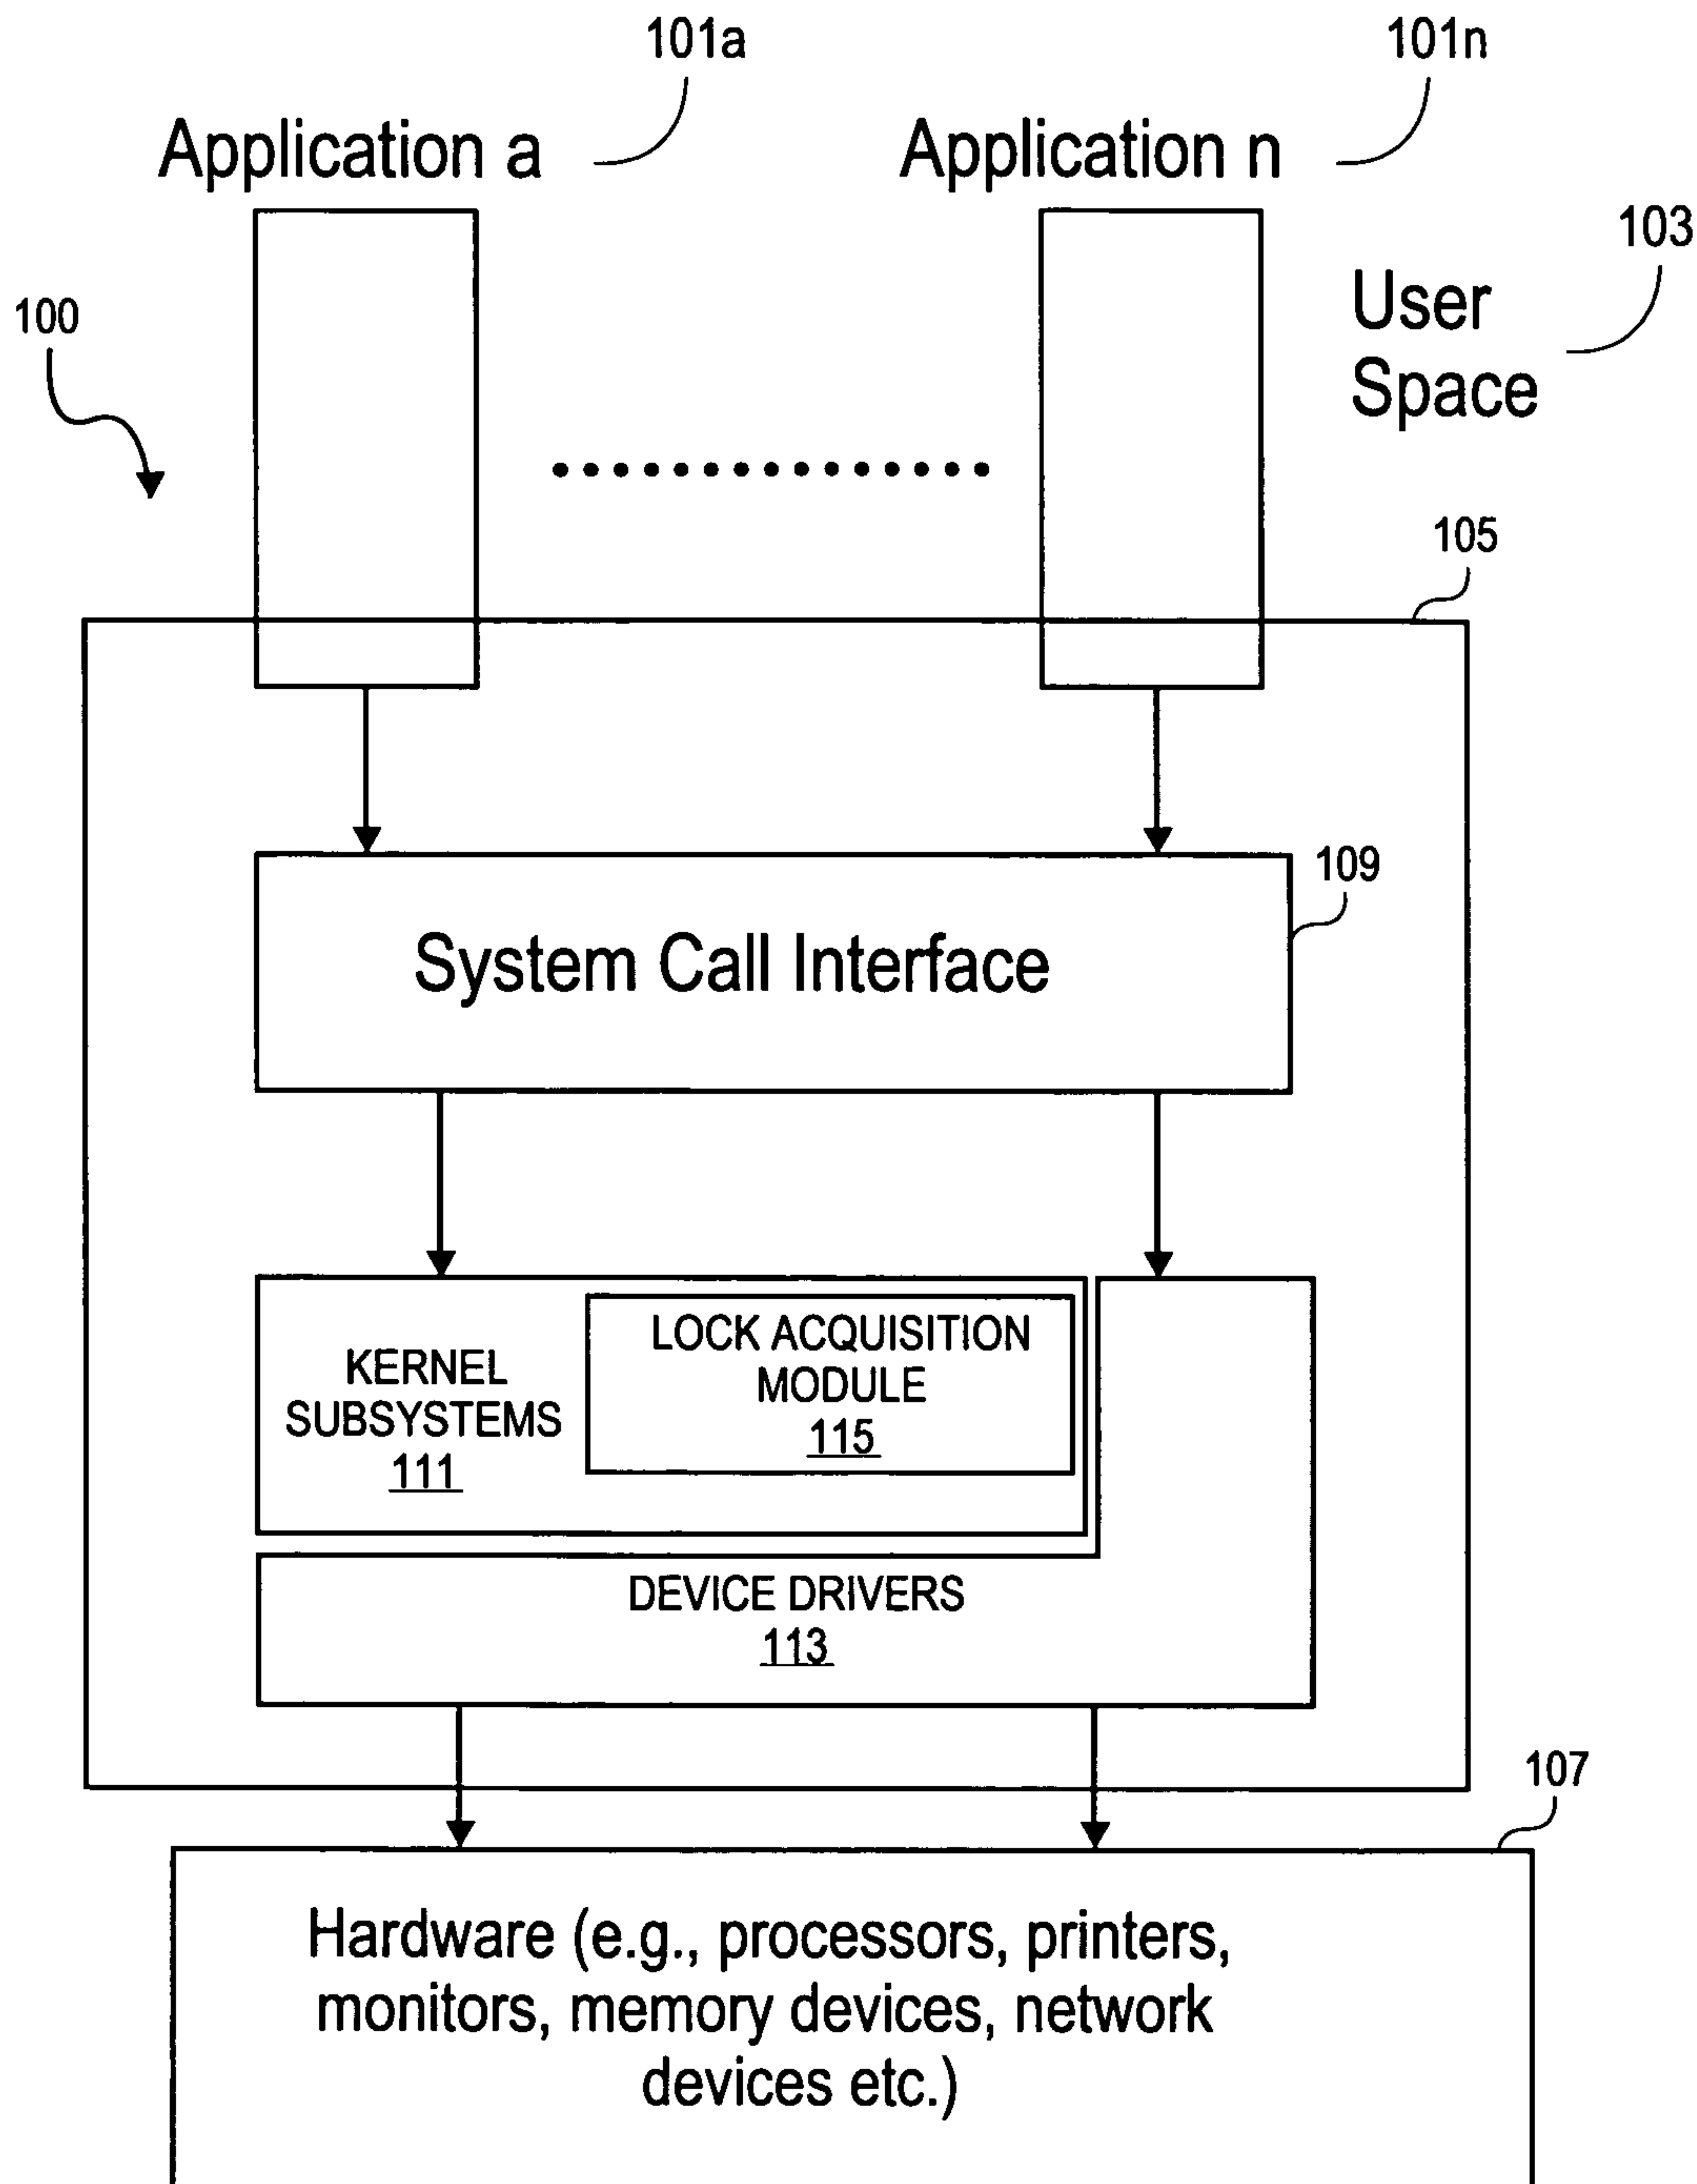 101a
101n
Application a
Application n
103
User
Space
100
105
109
System Call Interface
KERNEL
SUBSYSTEMS
111
LOCK ACQUISITION
MODULE
115
DEVICE DRIVERS
113
107
Hardware (e.g., processors, printers,
monitors, memory devices, network
devices etc.)